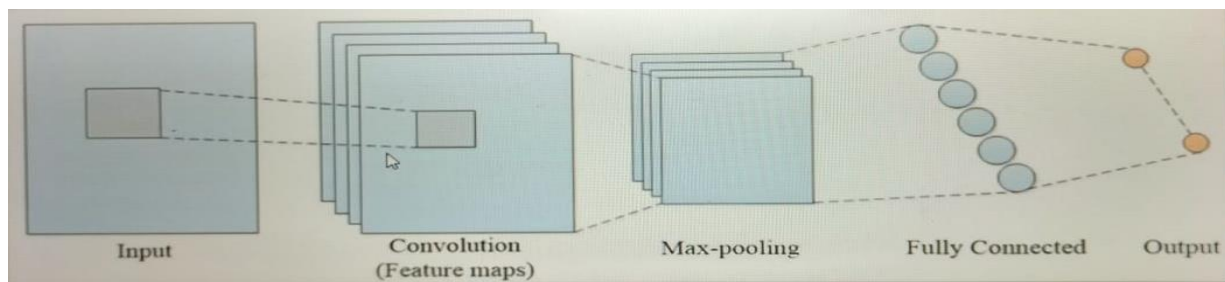 Input
Convolution
(Feature maps)
Max-pooling
Fully Connected
Output